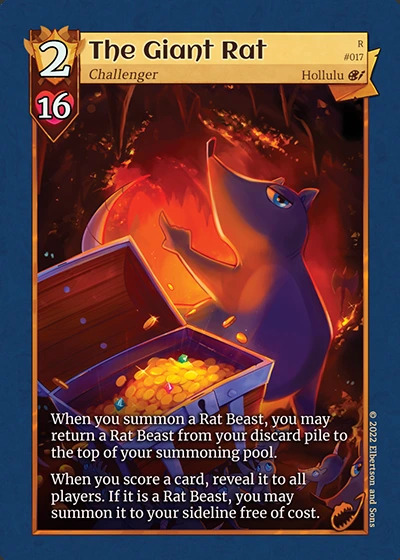 2
The Giant Rat
R
#017
Challenger
Hollulu
16
When you summon a Rat Beast, you may
return a Rat Beast from your discard pile to
the top of your summoning pool.
When you score a card, reveal it to all
players. If it is a Rat Beast, you may
summon it to your sideline free of cost.
© 2022 Elbertson and Sons